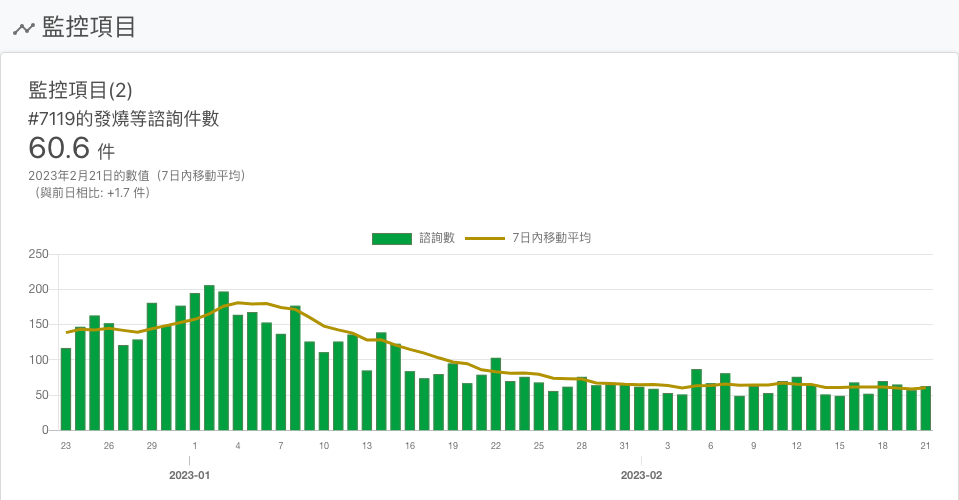 監控項目
監控項目(2)
#7119的發燒等諮詢件數
60.6 件
2023年2月21日的數值（7日內移動平均）
（與前日相比: +1.7 件）
諮詢數 7日內移動平均
250
200
150
100
50
0
23 26 29 1 4 7 10 13 16 19 22 25 28 31 3 6 9 12 15 18 21
2023-01 2023-02